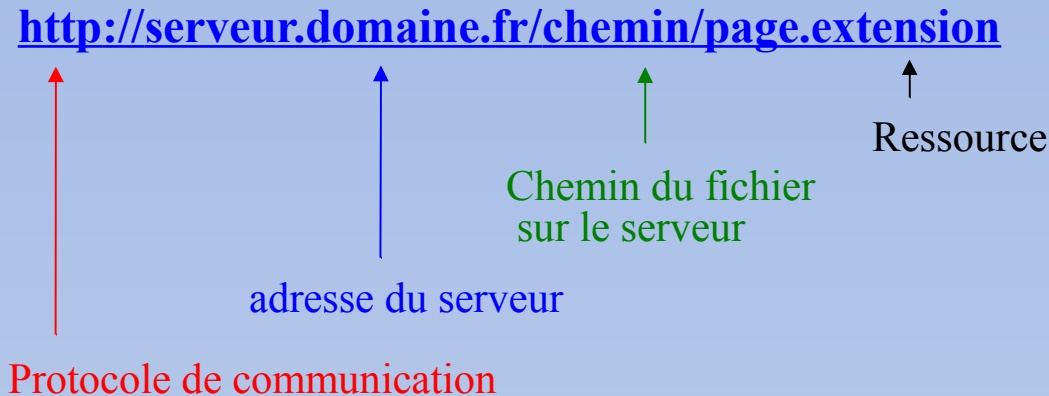 http://serveur.domaine.fr/chemin/page.extension
Ressource
Chemin du fichier
sur le serveur
adresse du serveur
Protocole de communication